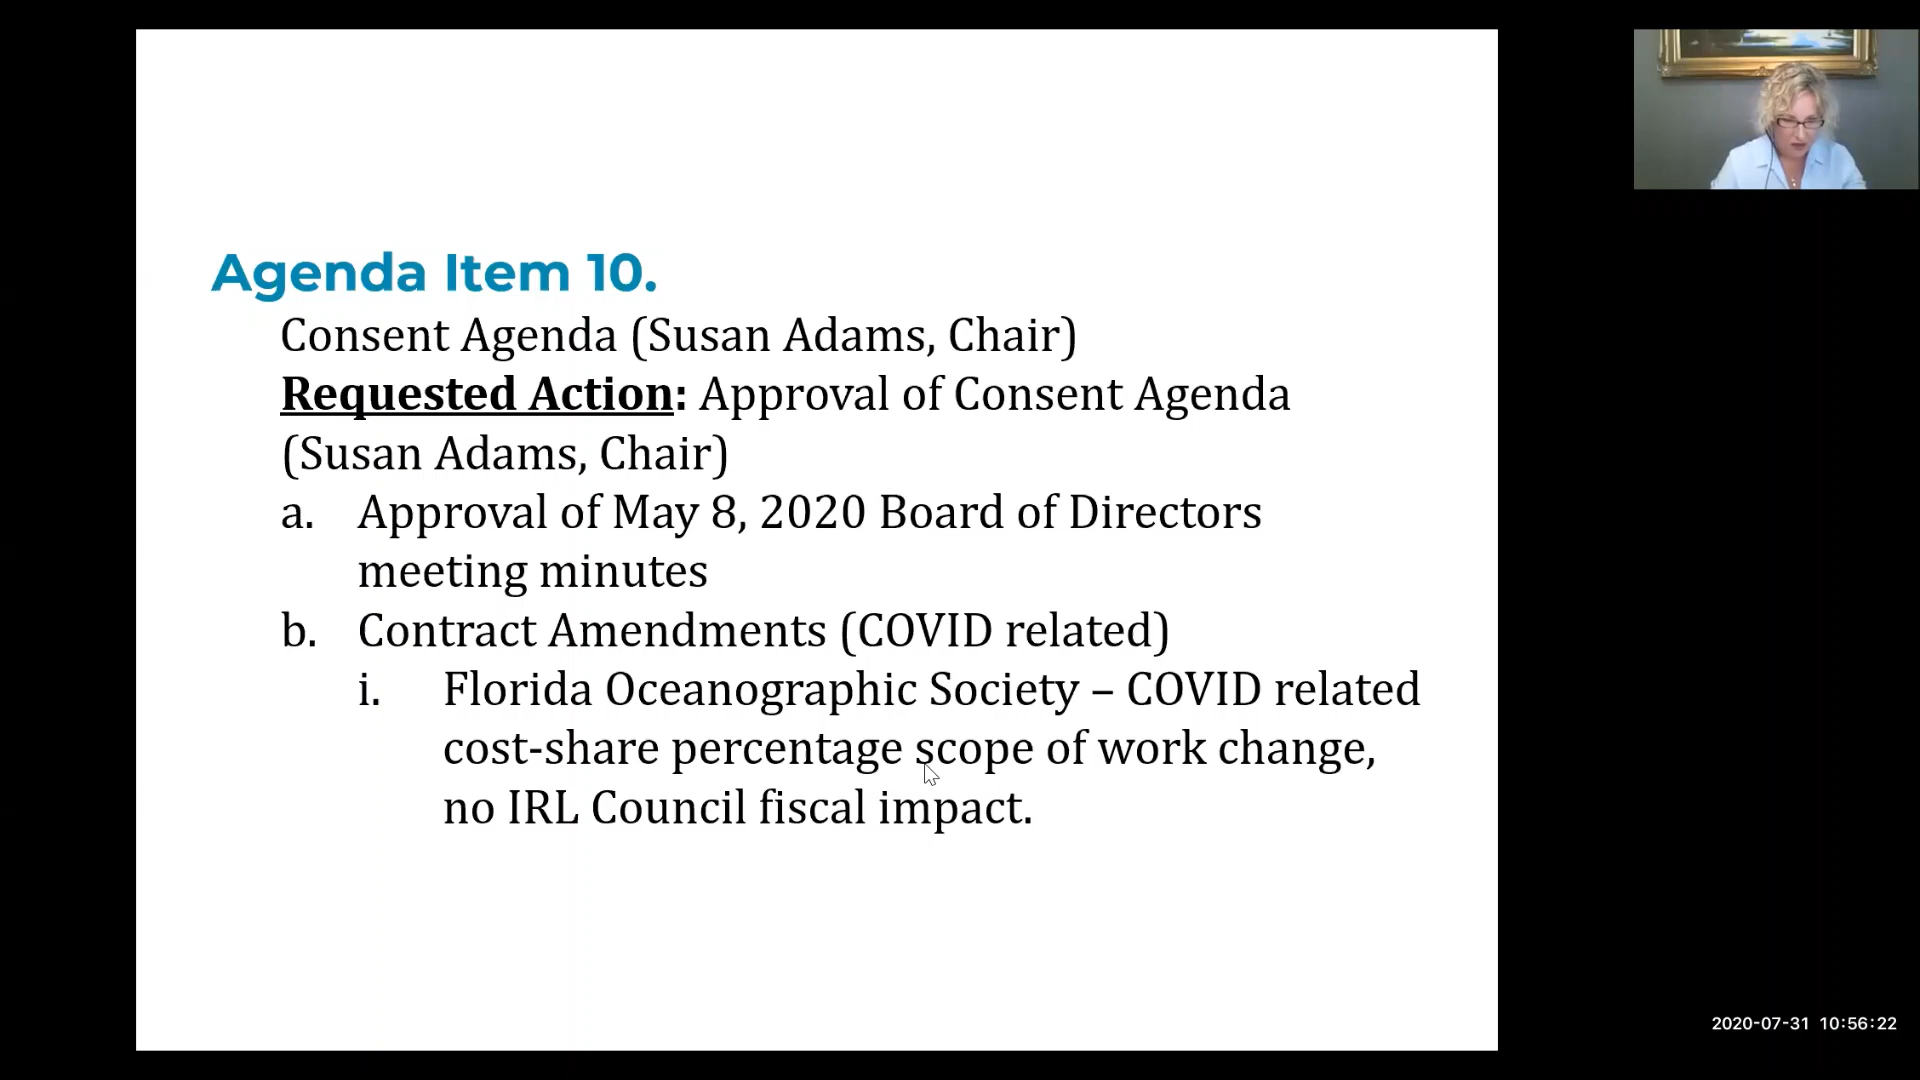 Agenda Item 10.
Consent Agenda (Susan Adams, Chair)
Requested Action: Approval of Consent Agenda
(Susan Adams, Chair)
a. Approval of May 8, 2020 Board of Directors
meeting minutes
b. Contract Amendments (COVID related)
i. Florida Oceanographic Society – COVID related
cost-share percentage scope of work change,
no IRL Council fiscal impact.
2020-07-31 10:56:22